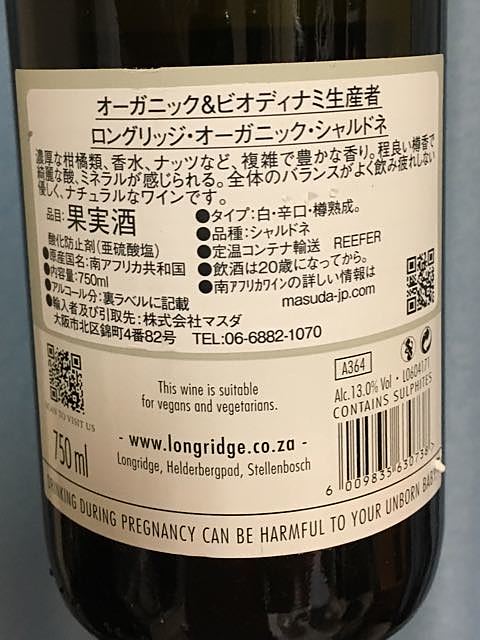 オーガニック&ビオディナミ生産者
ロングリッジ・オーガニック・シャルドネ
濃厚な柑橘類、香水、ナッツなど、複雑で豊かな香り。程良い樽香で
綺麗な酸、ミネラルが感じられる。全体のバランスがよく飲み疲れしない
優しく、ナチュラルなワインです。
品目:果実酒
酸化防止剤(亜硫酸塩)
●原産国名:南アフリカ共和国
●内容量:750ml
●アルコール分:裏ラベルに記載
●輸入者及び引取先:株式会社マスダ
大阪市北区錦町4番82号 TEL:06-6882-1070
●タイプ:白・辛口・樽熟成。
●品種:シャルドネ
●定温コンテナ輸送 REEFER
●飲酒は20歳になってから。
●南アフリカワインの詳しい情報は
masuda-jp.com
SCAN TO VISIT US
750 ml
This wine is suitable
for vegans and vegetarians.
- www.longridge.co.za -
Longridge, Helderbergpad, Stellenbosch
A364
Alc.13.0% Vol • L0604171
CONTAINS SULPHITES
6 009835 630738
DRINKING DURING PREGNANCY CAN BE HARMFUL TO YOUR UNBORN BABY